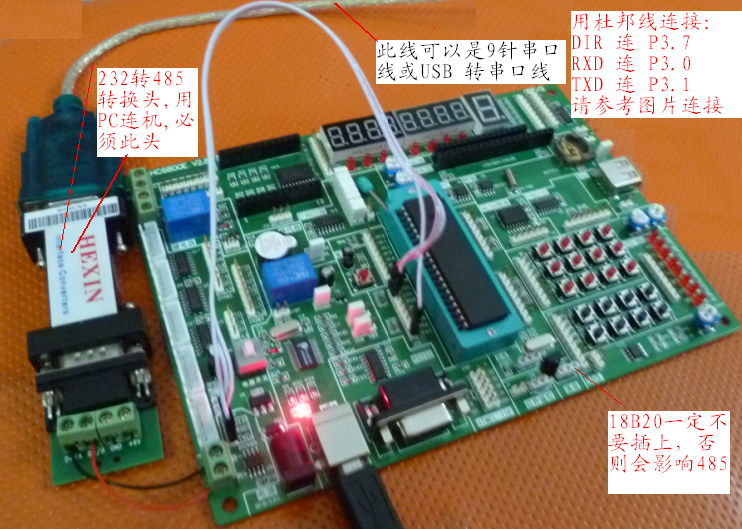 用杜邦线连接:
DIR 连 P3.7
RXD 连 P3.0
TXD 连 P3.1
请参考图片连接
此线可以是9针串口
线或USB 转串口线
232转485
转换头,用
PC连机,必
须此头
HC6800E V2.
HEXIN
Interface Converters
18B20一定不
要插上, 否
则会影响485